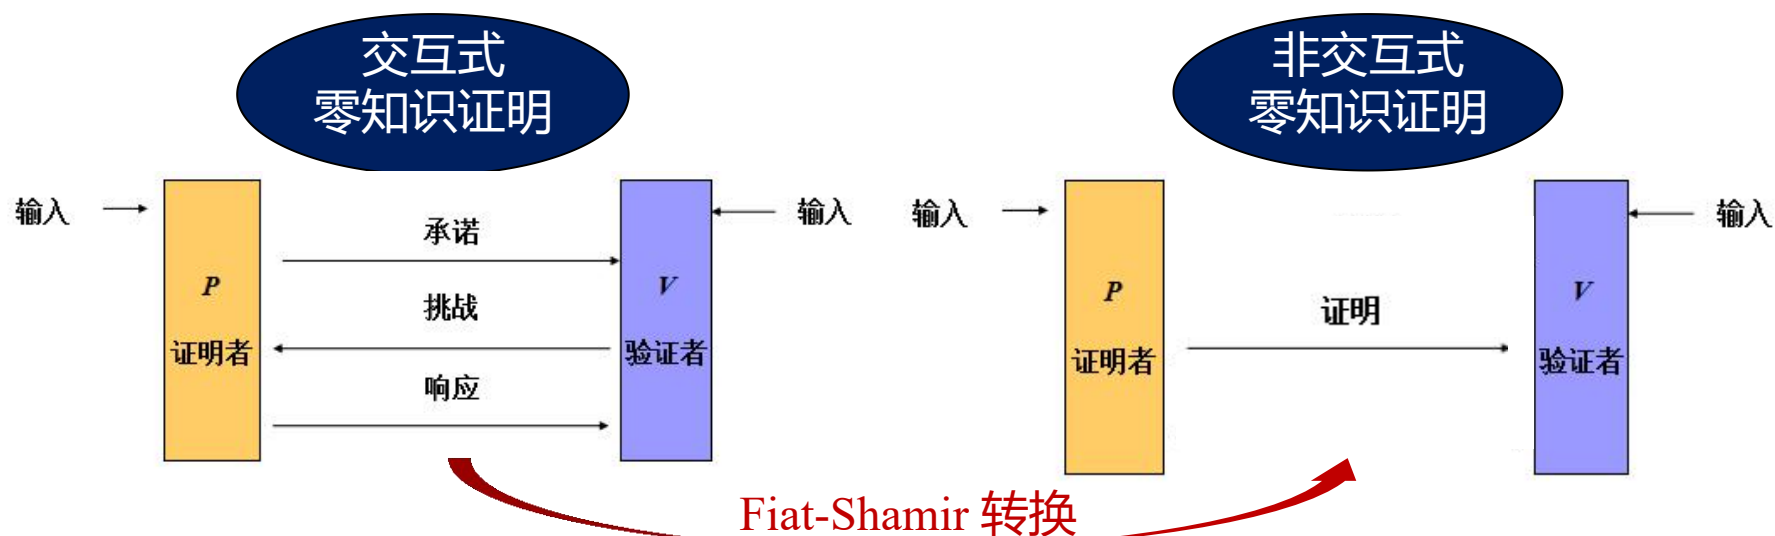 交互式
零知识证明
输入
P
证明者
承诺
挑战
响应
V
验证者
输入
非交互式
零知识证明
输入
P
证明者
证明
V
验证者
输入
Fiat-Shamir 转换